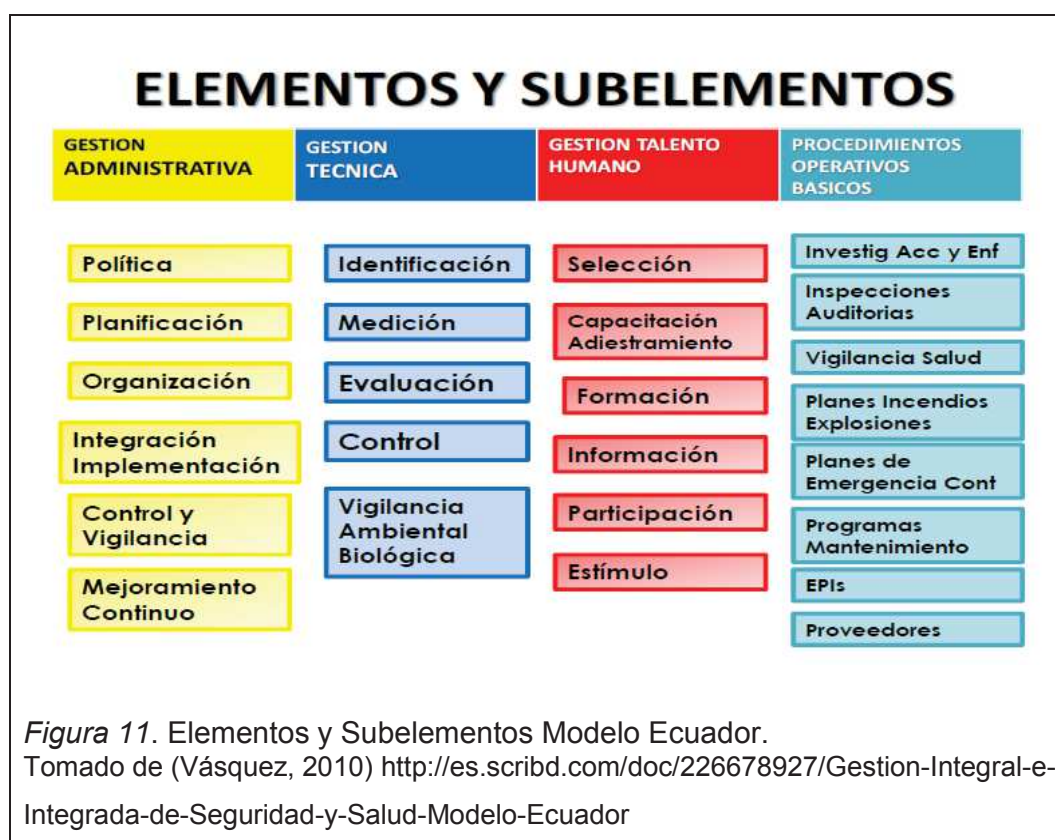 ELEMENTOS Y SUBELEMENTOS
GESTION
ADMINISTRATIVA
GESTION
TECNICA
GESTION TALENTO
HUMANO
PROCEDIMIENTOS
OPERATIVOS
BASICOS
Política
Planificación
Organización
Integración
Implementación
Control y
Vigilancia
Mejoramiento
Continuo
Identificación
Medición
Evaluación
Control
Vigilancia
Ambiental
Biológica
Selección
Capacitación
Adiestramiento
Formación
Información
Participación
Estímulo
Investig Acc y Enf
Inspecciones
Auditorias
Vigilancia Salud
Planes Incendios
Explosiones
Planes de
Emergencia Cont
Programas
Mantenimiento
EPIs
Proveedores
Figura 11. Elementos y Subelementos Modelo Ecuador.
Tomado de (Vásquez, 2010) http://es.scribd.com/doc/226678927/Gestion-Integral-e-
Integrada-de-Seguridad-y-Salud-Modelo-Ecuador